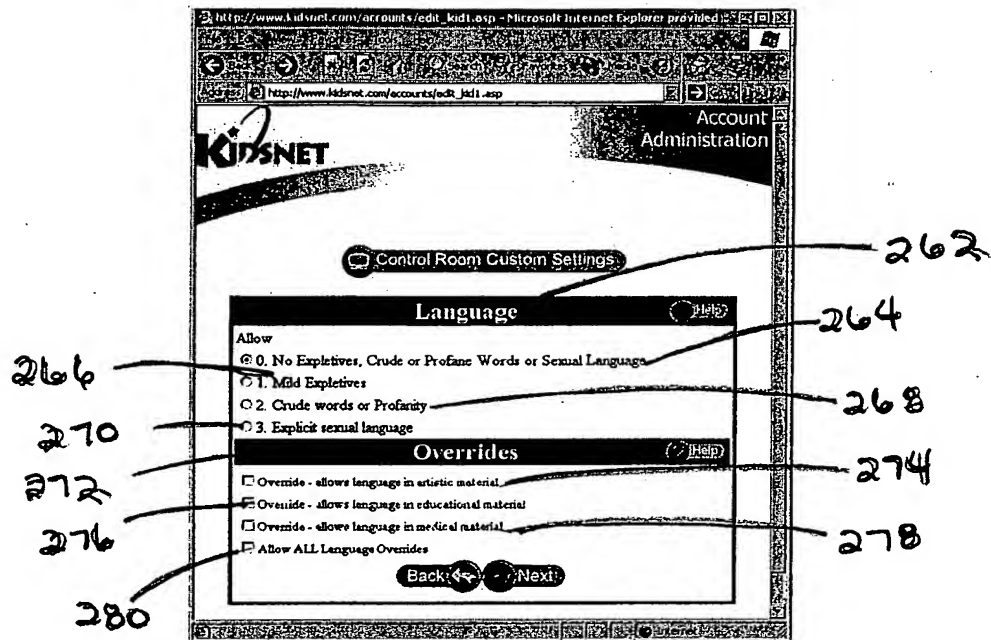 http://www.kidsnet.com/accounts/edit_kid1.asp - Microsoft Internet Explorer provided
Address http://www.kidsnet.com/accounts/edit_kid1.asp
Account
Administration
KIDSNET
Control Room Custom Settings
262
Language Help
264
Allow
0. No Expletives, Crude or Profane Words or Sexual Language
266
1. Mild Expletives
2. Crude words or Profanity
268
270
3. Explicit sexual language
Overrides Help
272
Override - allows language in artistic material
274
276
Override - allows language in educational material
Override - allows language in medical material
278
Allow ALL Language Overrides
280
Back Next
Internet